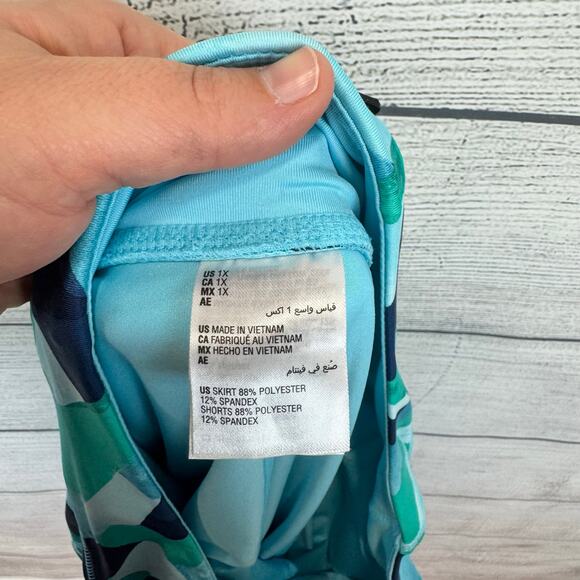 US 1X
CA 1X
MX 1X
AE
قياس واسع 1 اكس
US MADE IN VIETNAM
CA FABRIQUÉ AU VIETNAM
MX HECHO EN VIETNAM
AE
صُنع في فيتنام
US SKIRT 88% POLYESTER
12% SPANDEX
SHORTS 88% POLYESTER
12% SPANDEX